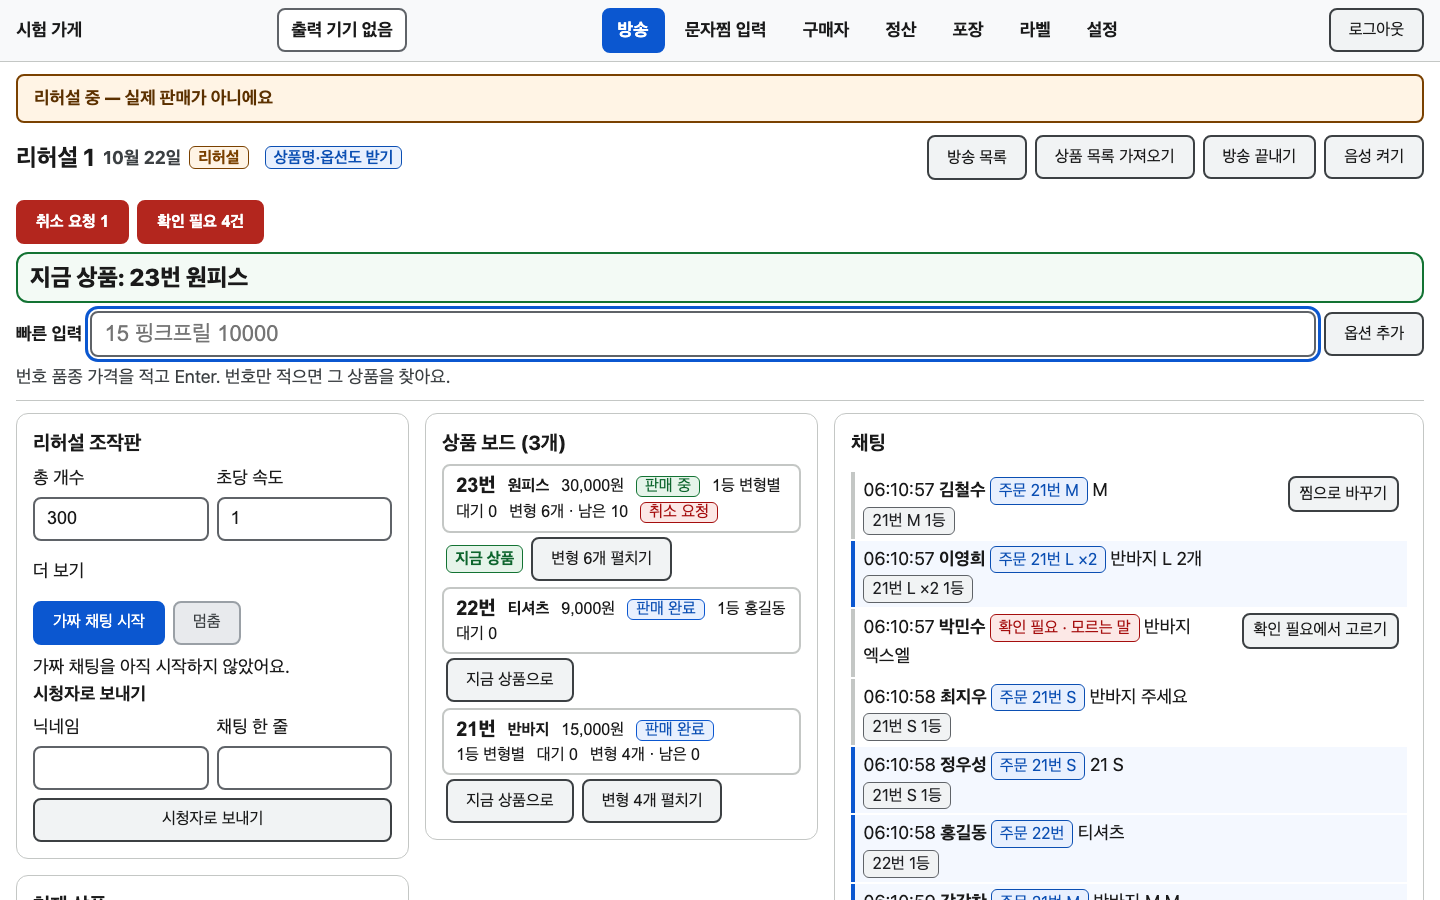 시험 가게
출력 기기 없음
방송
문자찜 입력
구매자
정산
포장
라벨
설정
로그아웃
리허설 중 — 실제 판매가 아니에요
리허설 1 10월 22일 리허설 상품명·옵션도 받기
방송 목록
상품 목록 가져오기
방송 끝내기
음성 켜기
취소 요청 1
확인 필요 4건
지금 상품: 23번 원피스
빠른 입력
15 핑크프릴 10000
옵션 추가
번호 품종 가격을 적고 Enter. 번호만 적으면 그 상품을 찾아요.
리허설 조작판
총 개수
초당 속도
300
1
더 보기
가짜 채팅 시작
멈춤
가짜 채팅을 아직 시작하지 않았어요.
시청자로 보내기
닉네임
채팅 한 줄
시청자로 보내기
상품 보드 (3개)
23번 원피스 30,000원 판매 중 1등 변형별
대기 0 변형 6개 · 남은 10 취소 요청
지금 상품
변형 6개 펼치기
22번 티셔츠 9,000원 판매 완료 1등 홍길동
대기 0
지금 상품으로
21번 반바지 15,000원 판매 완료
1등 변형별 대기 0 변형 4개 · 남은 0
지금 상품으로
변형 4개 펼치기
채팅
06:10:57 김철수 주문 21번 M M
찜으로 바꾸기
21번 M 1등
06:10:57 이영희 주문 21번 L ×2 반바지 L 2개
21번 L ×2 1등
06:10:57 박민수 확인 필요 · 모르는 말 반바지
엑스엘
확인 필요에서 고르기
06:10:58 최지우 주문 21번 S 반바지 주세요
21번 S 1등
06:10:58 정우성 주문 21번 S 21 S
21번 S 1등
06:10:58 홍길동 주문 22번 티셔츠
22번 1등